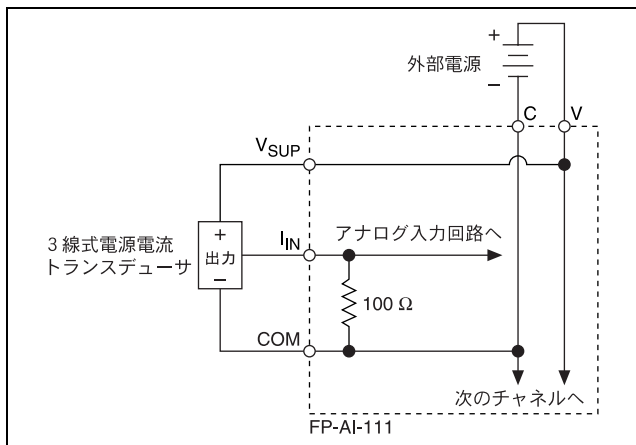 +
外部電源
−
C
V
VSUP
3 線式電源電流
トランスデューサ
+
出力
−
IIN
アナログ入力回路へ
100 Ω
COM
次のチャネルへ
FP-AI-111